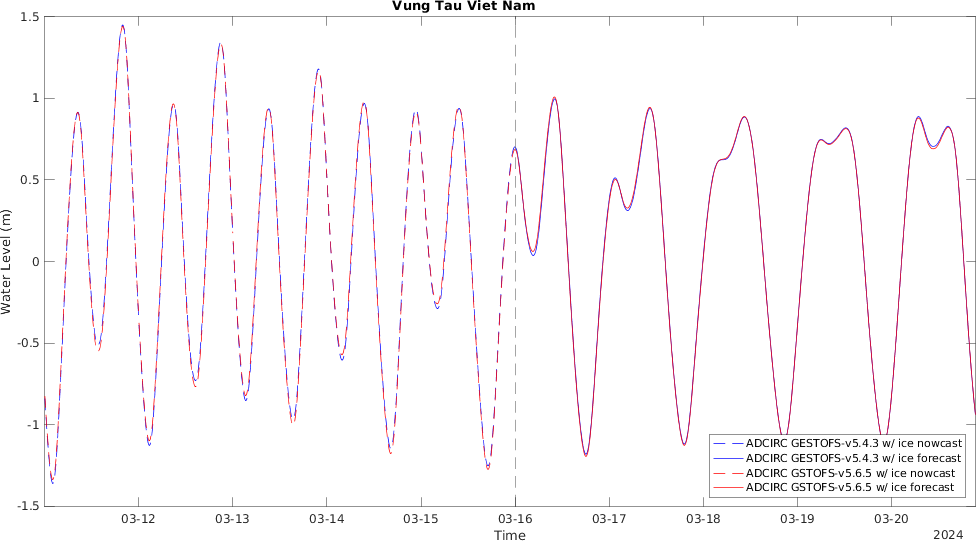 Vung Tau Viet Nam
1.5
1
0.5
0
-0.5
-1
-1.5
Water Level (m)
ADCIRC GESTOFS-v5.4.3 w/ ice nowcast
ADCIRC GESTOFS-v5.4.3 w/ ice forecast
ADCIRC GSTOFS-v5.6.5 w/ ice nowcast
ADCIRC GSTOFS-v5.6.5 w/ ice forecast
03-12 03-13 03-14 03-15 03-16 03-17 03-18 03-19 03-20
Time
2024